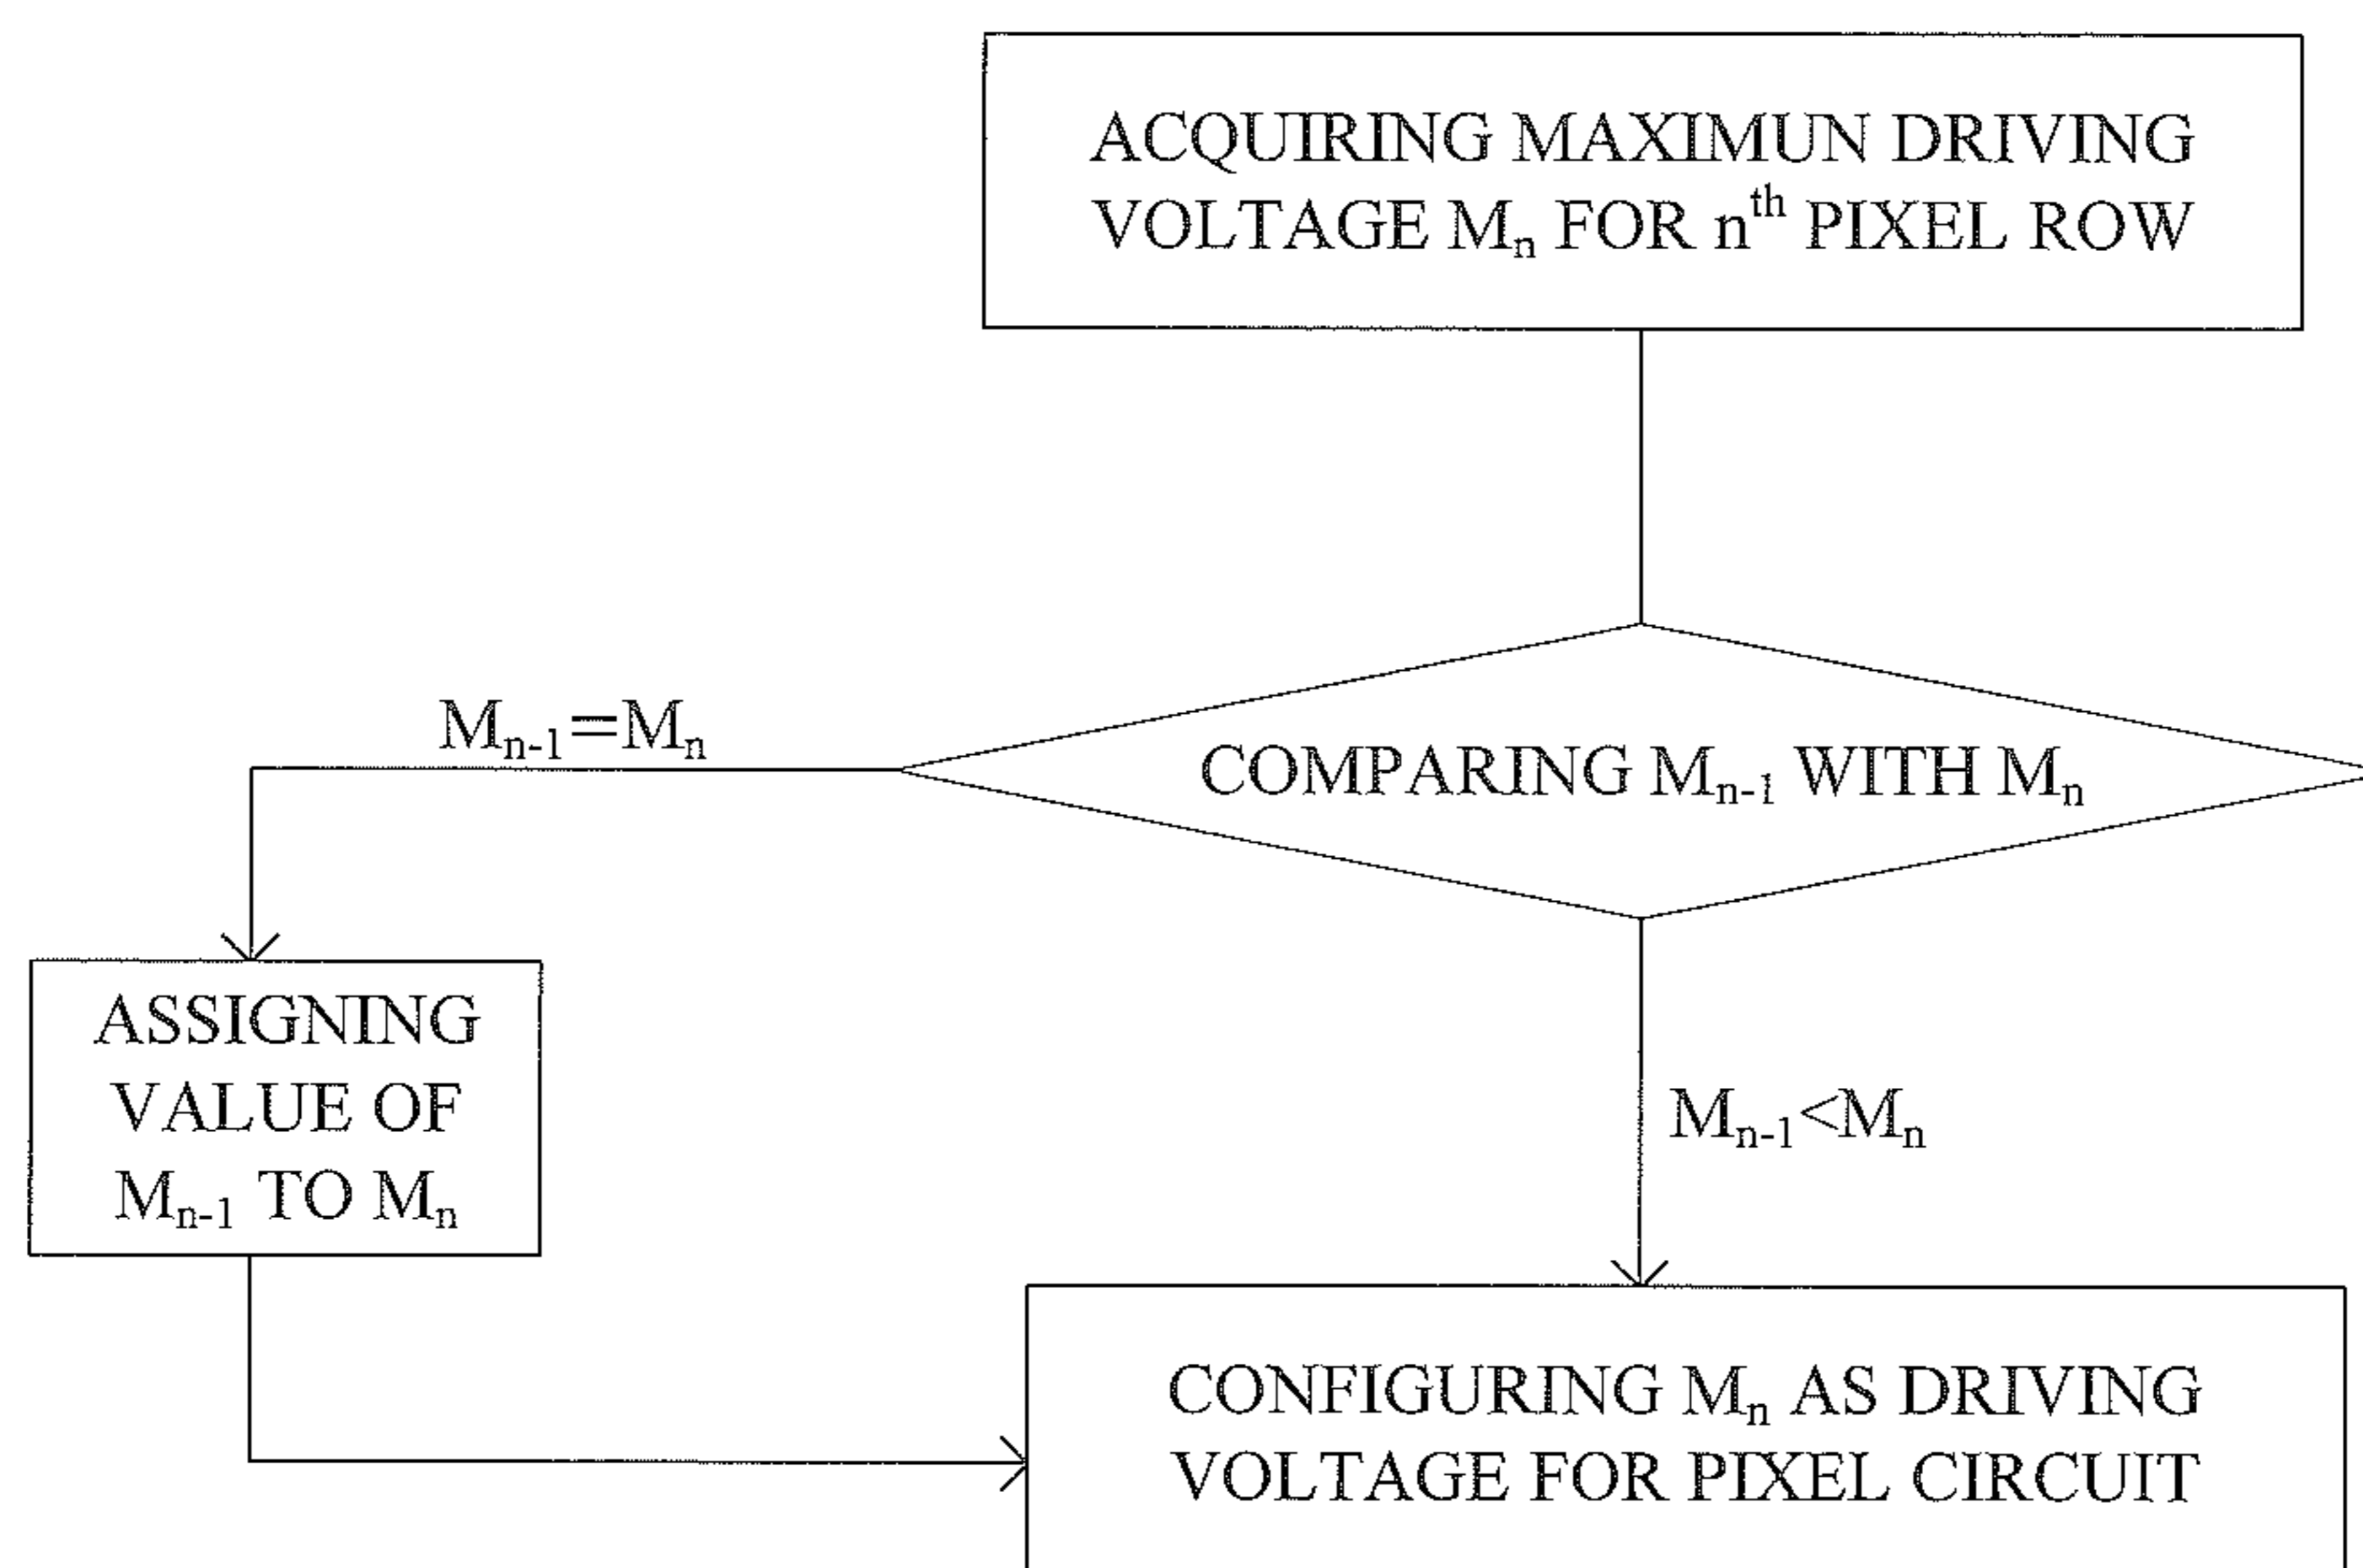 ACQUIRING MAXIMUN DRIVING
VOLTAGE Mₙ FOR nᵗʰ PIXEL ROW
Mₙ₋₁=Mₙ
COMPARING Mₙ₋₁ WITH Mₙ
ASSIGNING
VALUE OF
Mₙ₋₁ TO Mₙ
Mₙ₋₁<Mₙ
CONFIGURING Mₙ AS DRIVING
VOLTAGE FOR PIXEL CIRCUIT